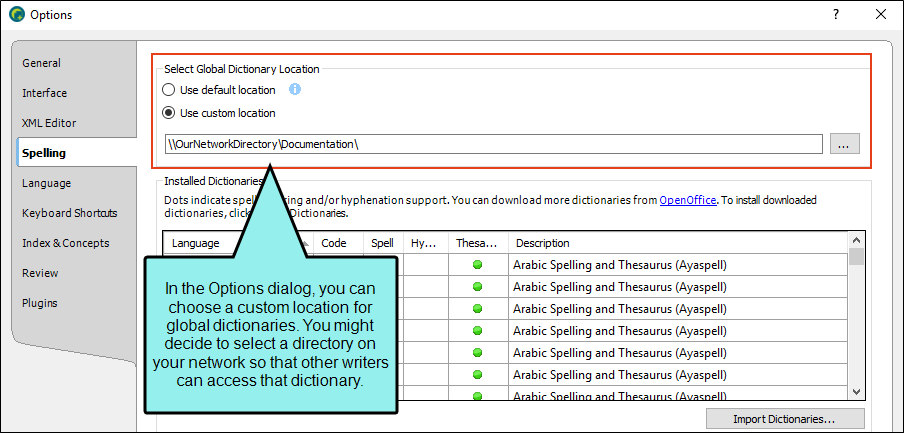 Options
?
General
Interface
XML Editor
Spelling
Language
Keyboard Shortcuts
Index & Concepts
Review
Plugins
Select Global Dictionary Location
Use default location
Use custom location
\\OurNetworkDirectory\Documentation\
...
Installed Dictionaries
Dots indicate spell ing and/or hyphenation support. You can download more dictionaries from OpenOffice. To install downloaded
dictionaries, click Dictionaries.
Language Code Spell Hy... Thesa... Description
Arabic Spelling and Thesaurus (Ayaspell)
Arabic Spelling and Thesaurus (Ayaspell)
Arabic Spelling and Thesaurus (Ayaspell)
Arabic Spelling and Thesaurus (Ayaspell)
Arabic Spelling and Thesaurus (Ayaspell)
Arabic Spelling and Thesaurus (Ayaspell)
Arabic Spelling and Thesaurus (Ayaspell)
In the Options dialog, you can
choose a custom location for
global dictionaries. You might
decide to select a directory on
your network so that other writers
can access that dictionary.
Import Dictionaries...